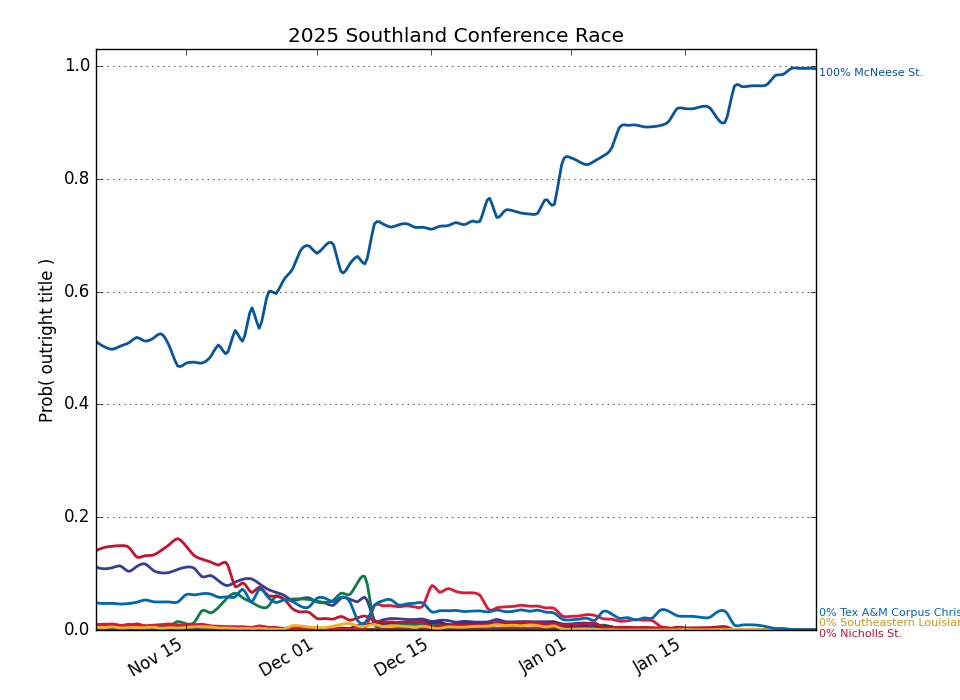 2025 Southland Conference Race
1.0
0.8
0.6
0.4
0.2
0.0
Prob( outright title )
Nov 15
Dec 01
Dec 15
Jan 01
Jan 15
100% McNeese St.
0% Tex A&M Corpus Chris
0% Southeastern Louisian
0% Nicholls St.